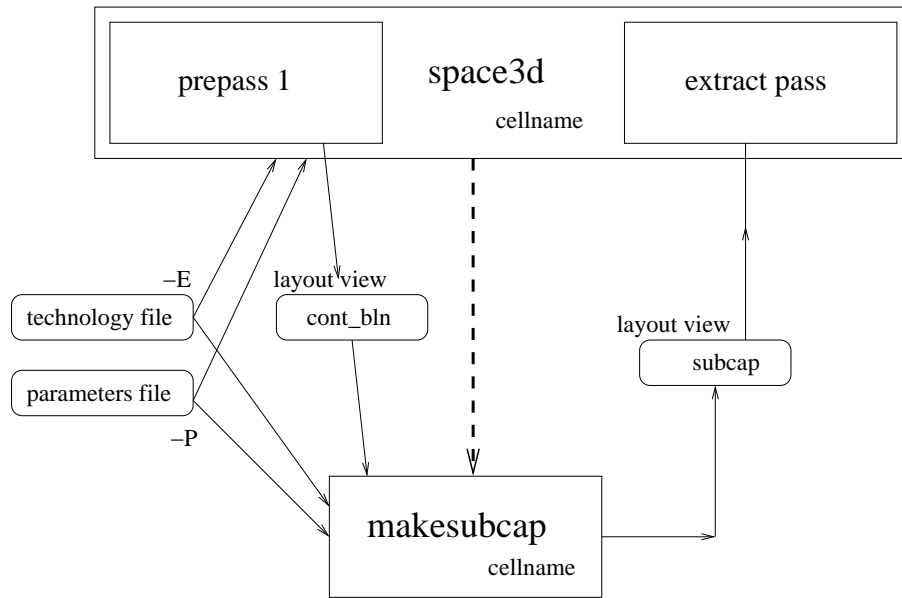 prepass 1
space3d
cellname
extract pass
–E
layout view
technology file
cont_bln
layout view
subcap
parameters file
–P
makesubcap
cellname